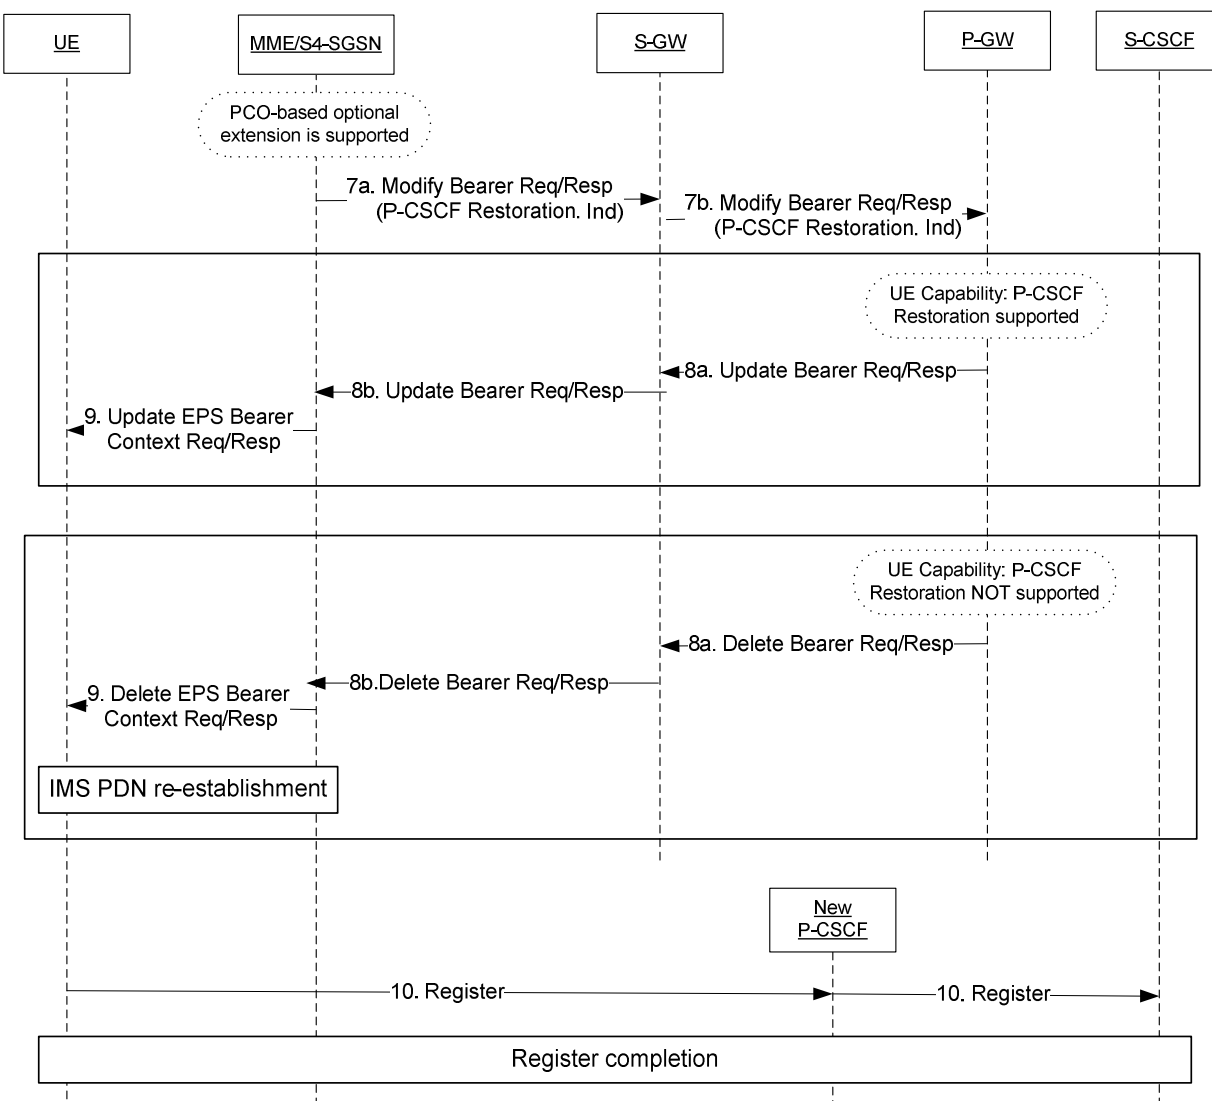 UE
MME/S4-SGSN
S-GW
P-GW
S-CSCF
PCO-based optional
extension is supported
7a. Modify Bearer Req/Resp
(P-CSCF Restoration. Ind)
7b. Modify Bearer Req/Resp
(P-CSCF Restoration. Ind)
UE Capability: P-CSCF
Restoration supported
8a. Update Bearer Req/Resp
8b. Update Bearer Req/Resp
9. Update EPS Bearer
Context Req/Resp
UE Capability: P-CSCF
Restoration NOT supported
8a. Delete Bearer Req/Resp
8b.Delete Bearer Req/Resp
9. Delete EPS Bearer
Context Req/Resp
IMS PDN re-establishment
New
P-CSCF
10. Register
10. Register
Register completion